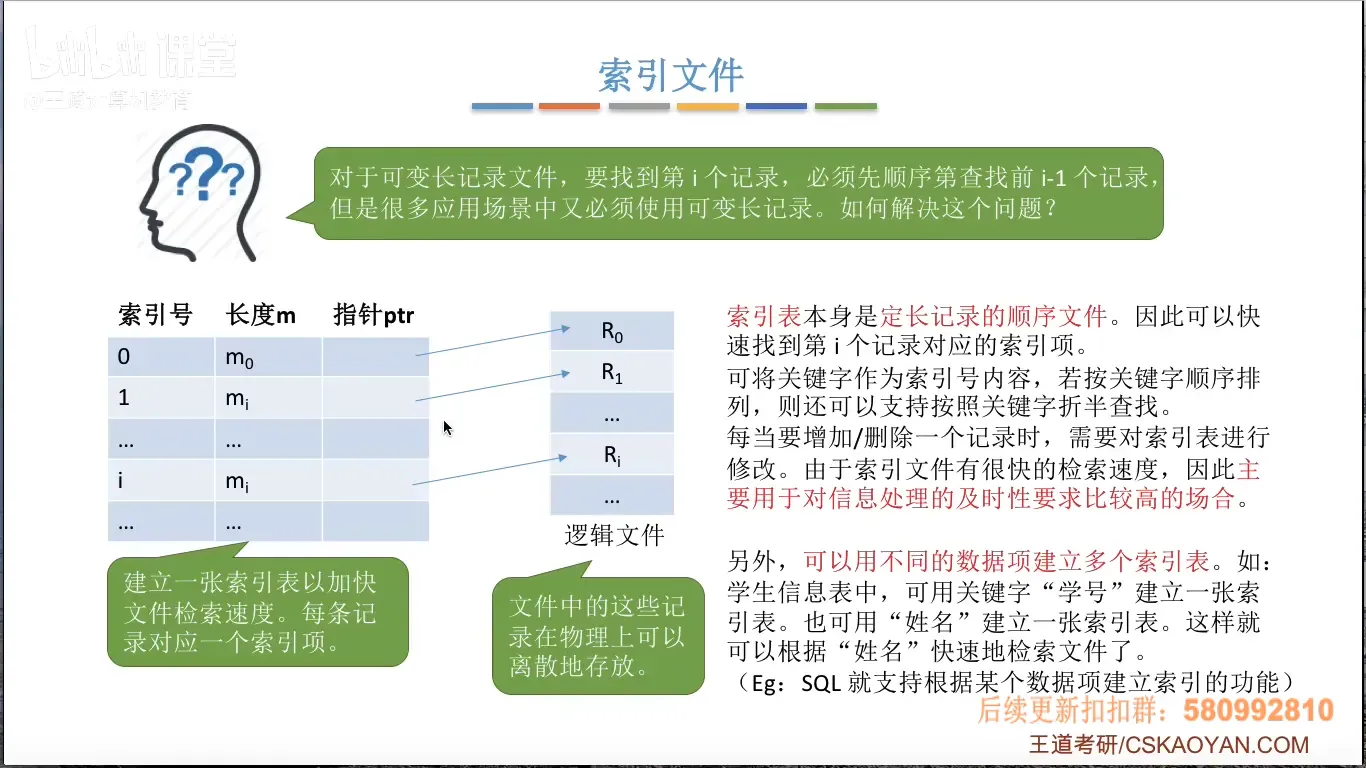 bilibili 课堂
@王道计算机教育
索引文件
???
对于可变长记录文件，要找到第 i 个记录，必须先顺序第查找前 i-1 个记录，
但是很多应用场景中又必须使用可变长记录。如何解决这个问题？
索引号 长度m 指针ptr
0 m0
1 mi
... ...
i mi
... ...
R0
R1
...
Ri
...
逻辑文件
建立一张索引表以加快
文件检索速度。每条记
录对应一个索引项。
文件中的这些记
录在物理上可以
离散地存放。
索引表本身是定长记录的顺序文件。因此可以快
速找到第 i 个记录对应的索引项。
可将关键字作为索引号内容，若按关键字顺序排
列，则还可以支持按照关键字折半查找。
每当要增加/删除一个记录时，需要对索引表进行
修改。由于索引文件有很快的检索速度，因此主
要用于对信息处理的及时性要求比较高的场合。
另外，可以用不同的数据项建立多个索引表。如：
学生信息表中，可用关键字“学号”建立一张索
引表。也可用“姓名”建立一张索引表。这样就
可以根据“姓名”快速地检索文件了。
（Eg：SQL 就支持根据某个数据项建立索引的功能）
后续更新扣扣群：580992810
王道考研/CSKAOYAN.COM